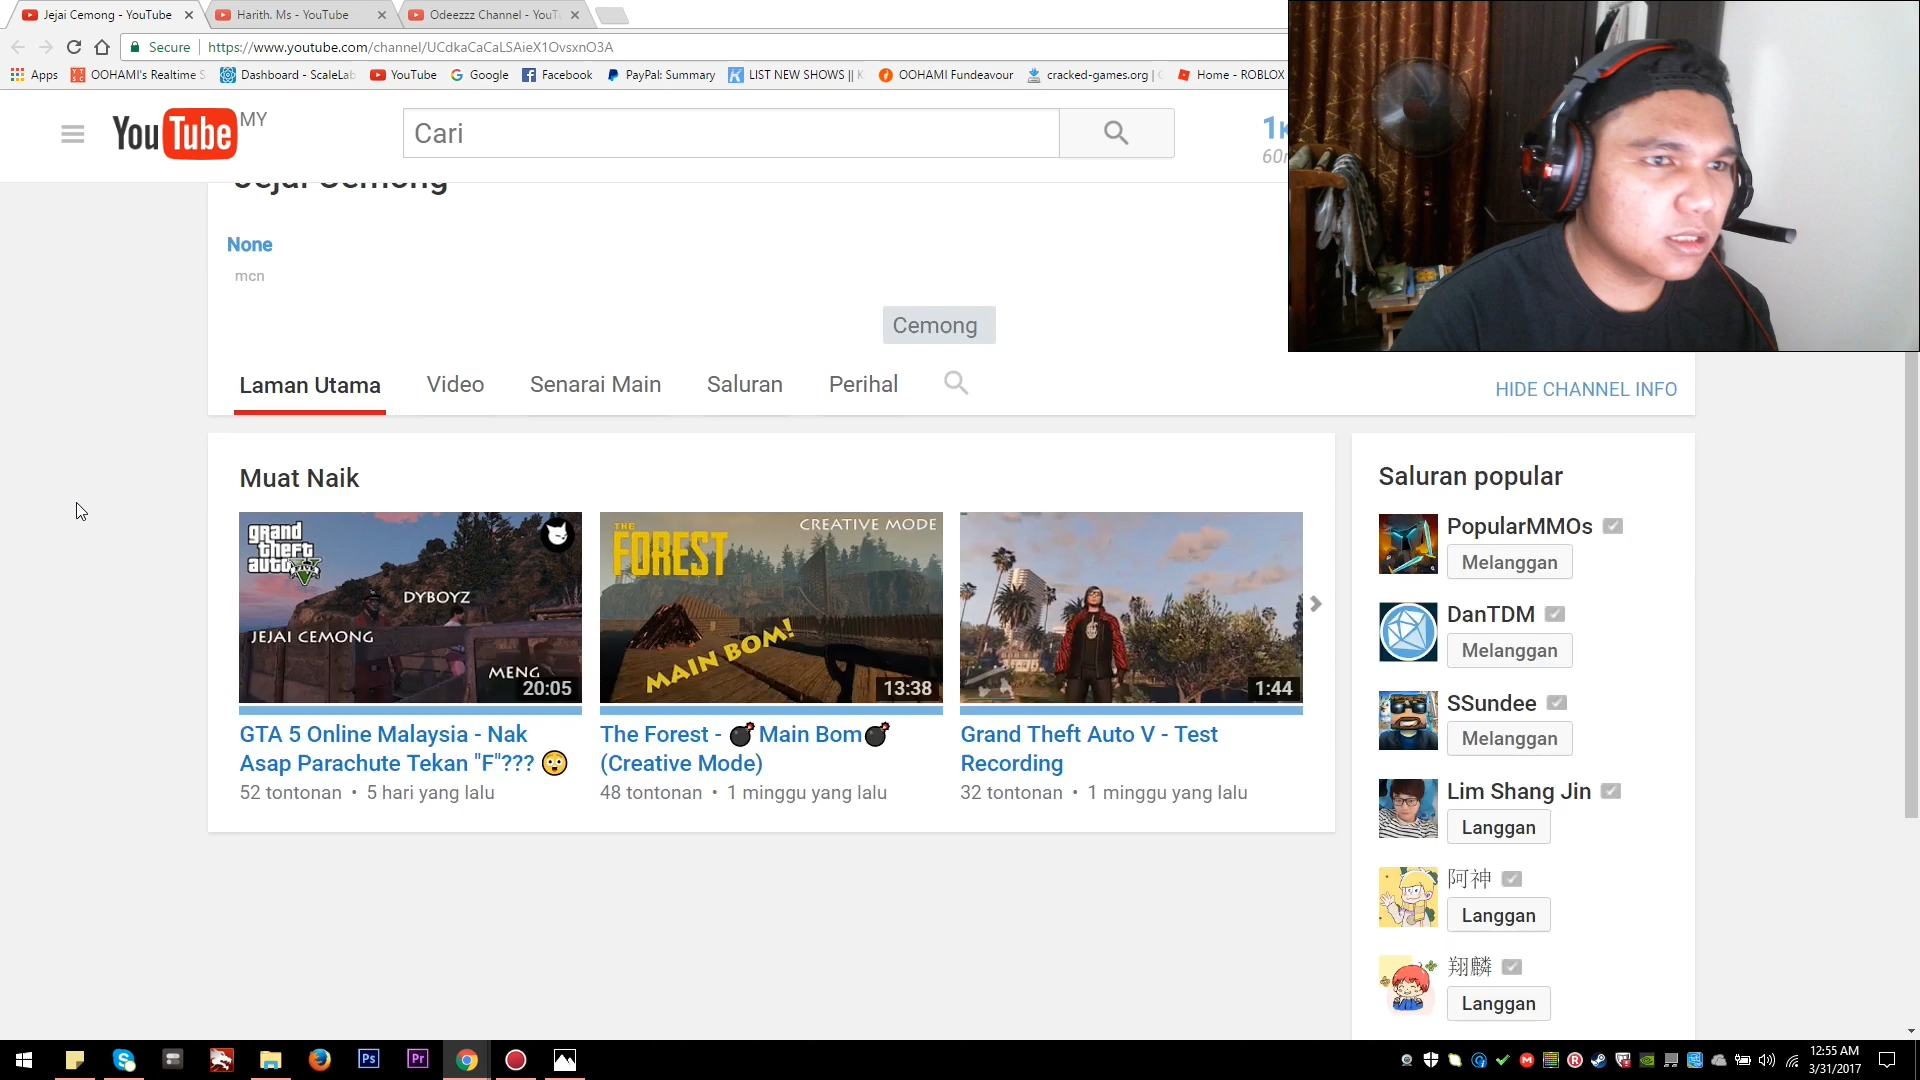 Jejai Cemong - YouTube
Harith. Ms - YouTube
Odeezzz Channel - YouT
Secure
https://www.youtube.com/channel/UCdkaCaCaLSAieX1OvsxnO3A
Apps
OOHAMI's Realtime S
Dashboard - ScaleLab
YouTube
Google
Facebook
PayPal: Summary
LIST NEW SHOWS ||
OOHAMI Fundeavour
cracked-games.org |
Home - ROBLOX
YouTube MY
Cari
1K
Jejai Cemong
None
mcn
Cemong
Laman Utama
Video
Senarai Main
Saluran
Perihal
HIDE CHANNEL INFO
Muat Naik
grand theft auto V FIVE
DYBOYZ
JEJAI CEMONG
MENG
20:05
GTA 5 Online Malaysia - Nak
Asap Parachute Tekan "F"??? 😳
52 tontonan • 5 hari yang lalu
THE FOREST
CREATIVE MODE
MAIN BOM!
13:38
The Forest - 💣Main Bom💣
(Creative Mode)
48 tontonan • 1 minggu yang lalu
1:44
Grand Theft Auto V - Test
Recording
32 tontonan • 1 minggu yang lalu
Saluran popular
PopularMMOs
Melanggan
DanTDM
Melanggan
SSundee
Melanggan
Lim Shang Jin
Langgan
阿神
Langgan
翔麟
Langgan
Ps
Pr
12:55 AM
3/31/2017